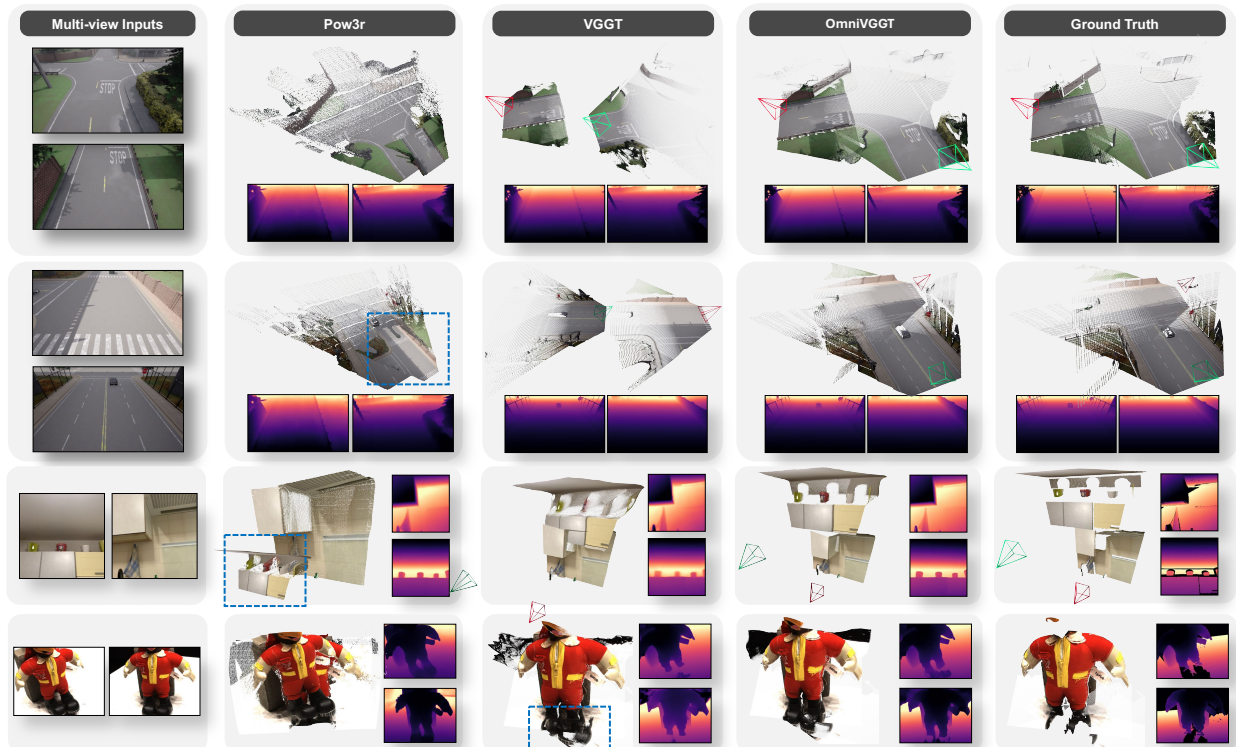 Multi-view Inputs
Pow3r
VGGT
OmniVGGT
Ground Truth
STOP
STOP